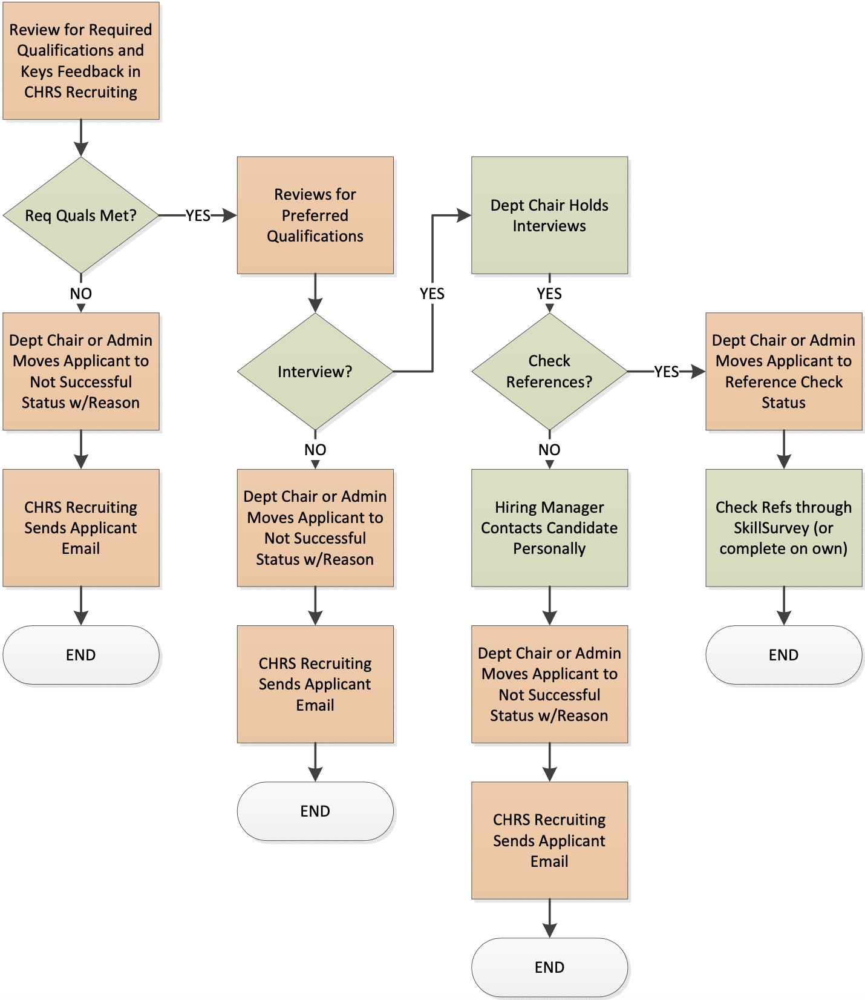 Review for Required
Qualifications and
Keys Feedback in
CHRS Recruiting
Req Quals Met?
YES
NO
Dept Chair or Admin
Moves Applicant to
Not Successful
Status w/Reason
CHRS Recruiting
Sends Applicant
Email
END
Reviews for
Preferred
Qualifications
Interview?
YES
NO
Dept Chair or Admin
Moves Applicant to
Not Successful
Status w/Reason
CHRS Recruiting
Sends Applicant
Email
END
Dept Chair Holds
Interviews
YES
Check
References?
YES
NO
Hiring Manager
Contacts Candidate
Personally
Dept Chair or Admin
Moves Applicant to
Not Successful
Status w/Reason
CHRS Recruiting
Sends Applicant
Email
END
Dept Chair or Admin
Moves Applicant to
Reference Check
Status
Check Refs through
SkillSurvey (or
complete on own)
END